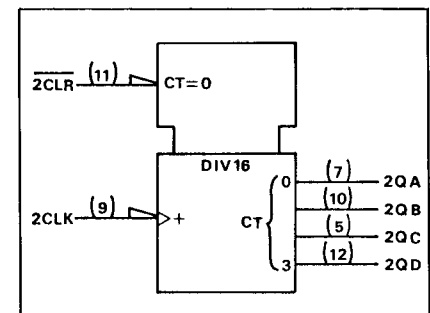 2CLR (11) CT=0
DIV16
(7)
0 2QA
2CLK (9) + (10) 2QB
CT (5) 2QC
(12)
3 2QD